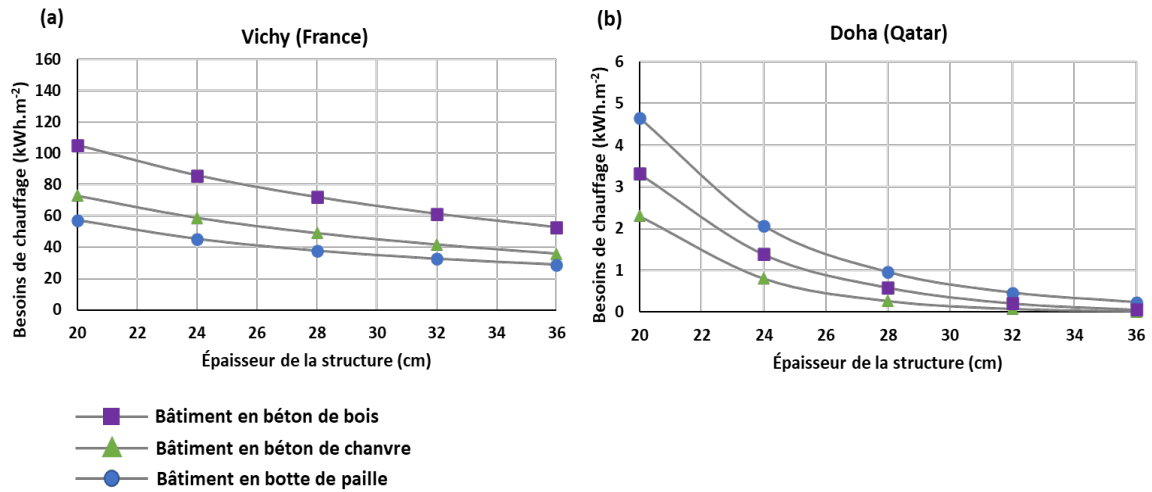 (a)
Vichy (France)
Besoins de chauffage (kWh.m-2)
160
140
120
100
80
60
40
20
0
20 22 24 26 28 30 32 34 36
Épaisseur de la structure (cm)
(b)
Doha (Qatar)
Besoins de chauffage (kWh.m-2)
6
5
4
3
2
1
0
20 22 24 26 28 30 32 34 36
Épaisseur de la structure (cm)
Bâtiment en béton de bois
Bâtiment en béton de chanvre
Bâtiment en botte de paille